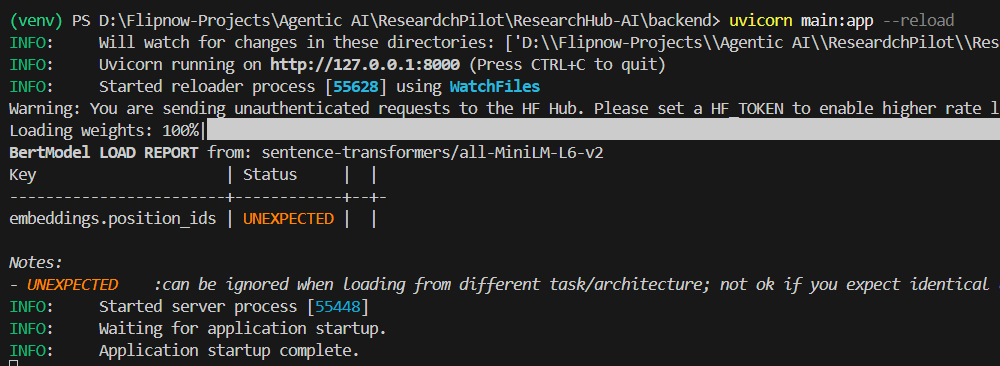 (venv) PS D:\Flipnow-Projects\Agentic AI\ReseardchPilot\ResearchHub-AI\backend> uvicorn main:app --reload
INFO:     Will watch for changes in these directories: ['D:\\Flipnow-Projects\\Agentic AI\\ReseardchPilot\\Res
INFO:     Uvicorn running on http://127.0.0.1:8000 (Press CTRL+C to quit)
INFO:     Started reloader process [55628] using WatchFiles
Warning: You are sending unauthenticated requests to the HF Hub. Please set a HF_TOKEN to enable higher rate l
Loading weights: 100%|
BertModel LOAD REPORT from: sentence-transformers/all-MiniLM-L6-v2
Key                     | Status     |  |
------------------------+------------+--+-
embeddings.position_ids | UNEXPECTED |  |
Notes:
- UNEXPECTED    :can be ignored when loading from different task/architecture; not ok if you expect identical
INFO:     Started server process [55448]
INFO:     Waiting for application startup.
INFO:     Application startup complete.